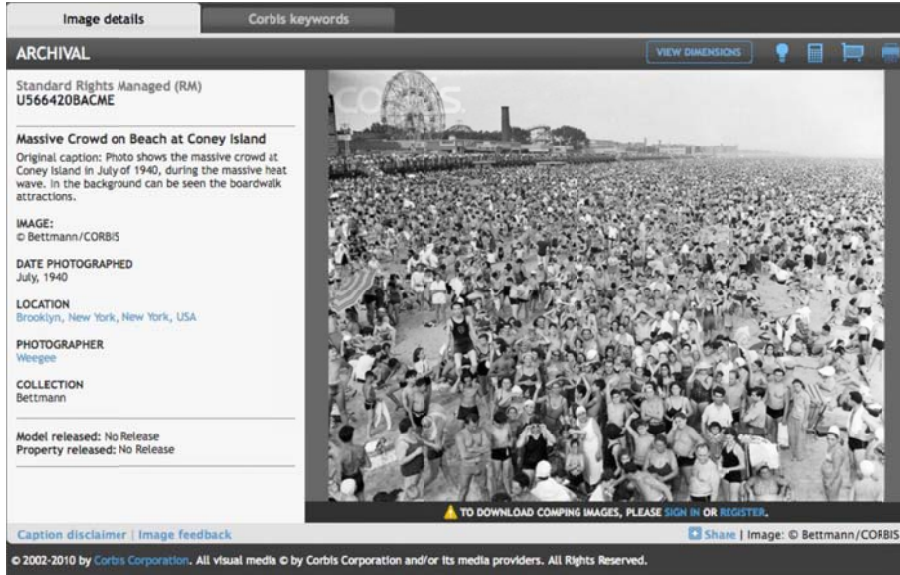 Image details
Corbis keywords
ARCHIVAL
VIEW DIMENSIONS
Standard Rights Managed (RM)
U566420BACME
Massive Crowd on Beach at Coney Island
Original caption: Photo shows the massive crowd at
Coney Island in July of 1940, during the massive heat
wave. In the background can be seen the boardwalk
attractions.
IMAGE:
© Bettmann/CORBIS
DATE PHOTOGRAPHED
July, 1940
LOCATION
Brooklyn, New York, New York, USA
PHOTOGRAPHER
Weegee
COLLECTION
Bettmann
Model released: No Release
Property released: No Release
CORBIS.
TO DOWNLOAD COMPING IMAGES, PLEASE SIGN IN OR REGISTER.
Caption disclaimer | Image feedback
Share | Image: © Bettmann/CORBIS
© 2002-2010 by Corbis Corporation. All visual media © by Corbis Corporation and/or its media providers. All Rights Reserved.